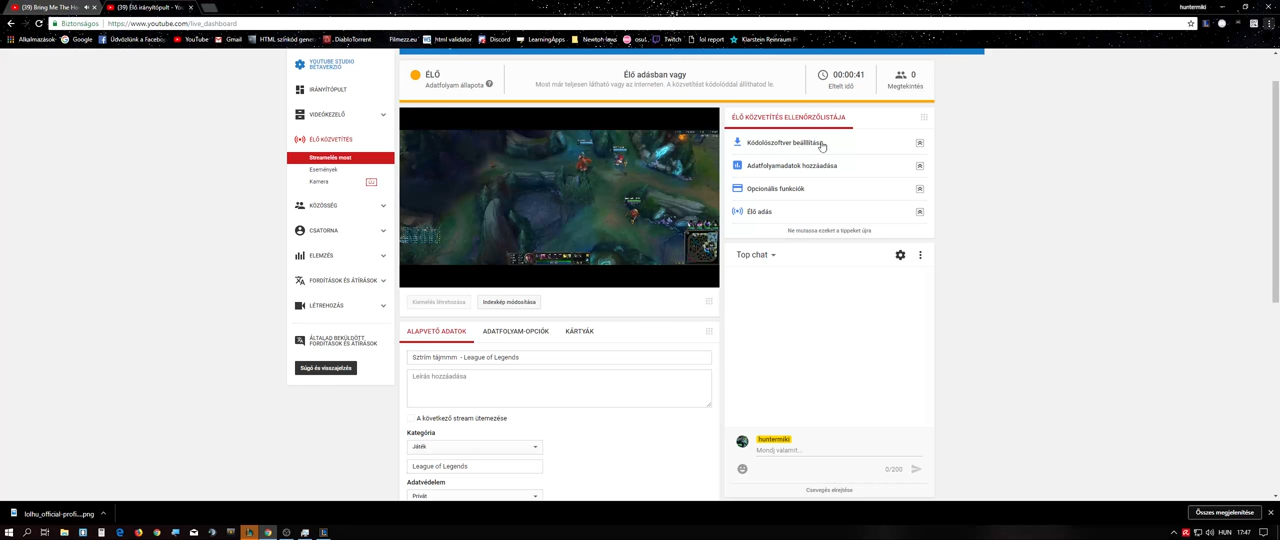 (39) Bring Me The Ho
(39) Élő irányítópult - You
huntermiki
Biztonságos
https://www.youtube.com/live_dashboard
Alkalmazások
Google
Üdvözlünk a Faceb
YouTube
Gmail
HTML színkód gene
DiabloTorrent
Filmezz.eu
html validator
Discord
LearningApps
Newton-levels
osu!
Twitch
lol report
Klarstein Reinraum F
YOUTUBE STUDIO
BÉTAVERZIÓ
IRÁNYÍTÓPULT
VIDEÓKEZELŐ
ÉLŐ KÖZVETÍTÉS
Streamelés most
Események
Kamera
ÚJ
KÖZÖSSÉG
CSATORNA
ELEMZÉS
FORDÍTÁSOK ÉS ÁTÍRÁSOK
LÉTREHOZÁS
ÁLTALAD BEKÜLDÖTT
FORDÍTÁSOK ÉS ÁTÍRÁSOK
Súgó és visszajelzés
ÉLŐ
Adatfolyam állapota
Élő adásban vagy
Most már teljesen látható vagy az interneten. A közvetítést kódolóddal állíthatod le.
00:00:41
Eltelt idő
0
Megtekintés
Kiemelés létrehozása
Indexkép módosítása
ALAPVETŐ ADATOK
ADATFOLYAM-OPCIÓK
KÁRTYÁK
Sztrím tájmmm - League of Legends
Leírás hozzáadása
A következő stream ütemezése
Kategória
Játék
League of Legends
Adatvédelem
Privát
ÉLŐ KÖZVETÍTÉS ELLENŐRZŐLISTÁJA
Kódolószoftver beállítása
Adatfolyamadatok hozzáadása
Opcionális funkciók
Élő adás
Ne mutassa ezeket a tippeket újra
Top chat
huntermiki
Mondj valamit...
0/200
Csevegés elrejtése
lolhu_official-profi....png
Összes megjelenítése
HUN
17:47